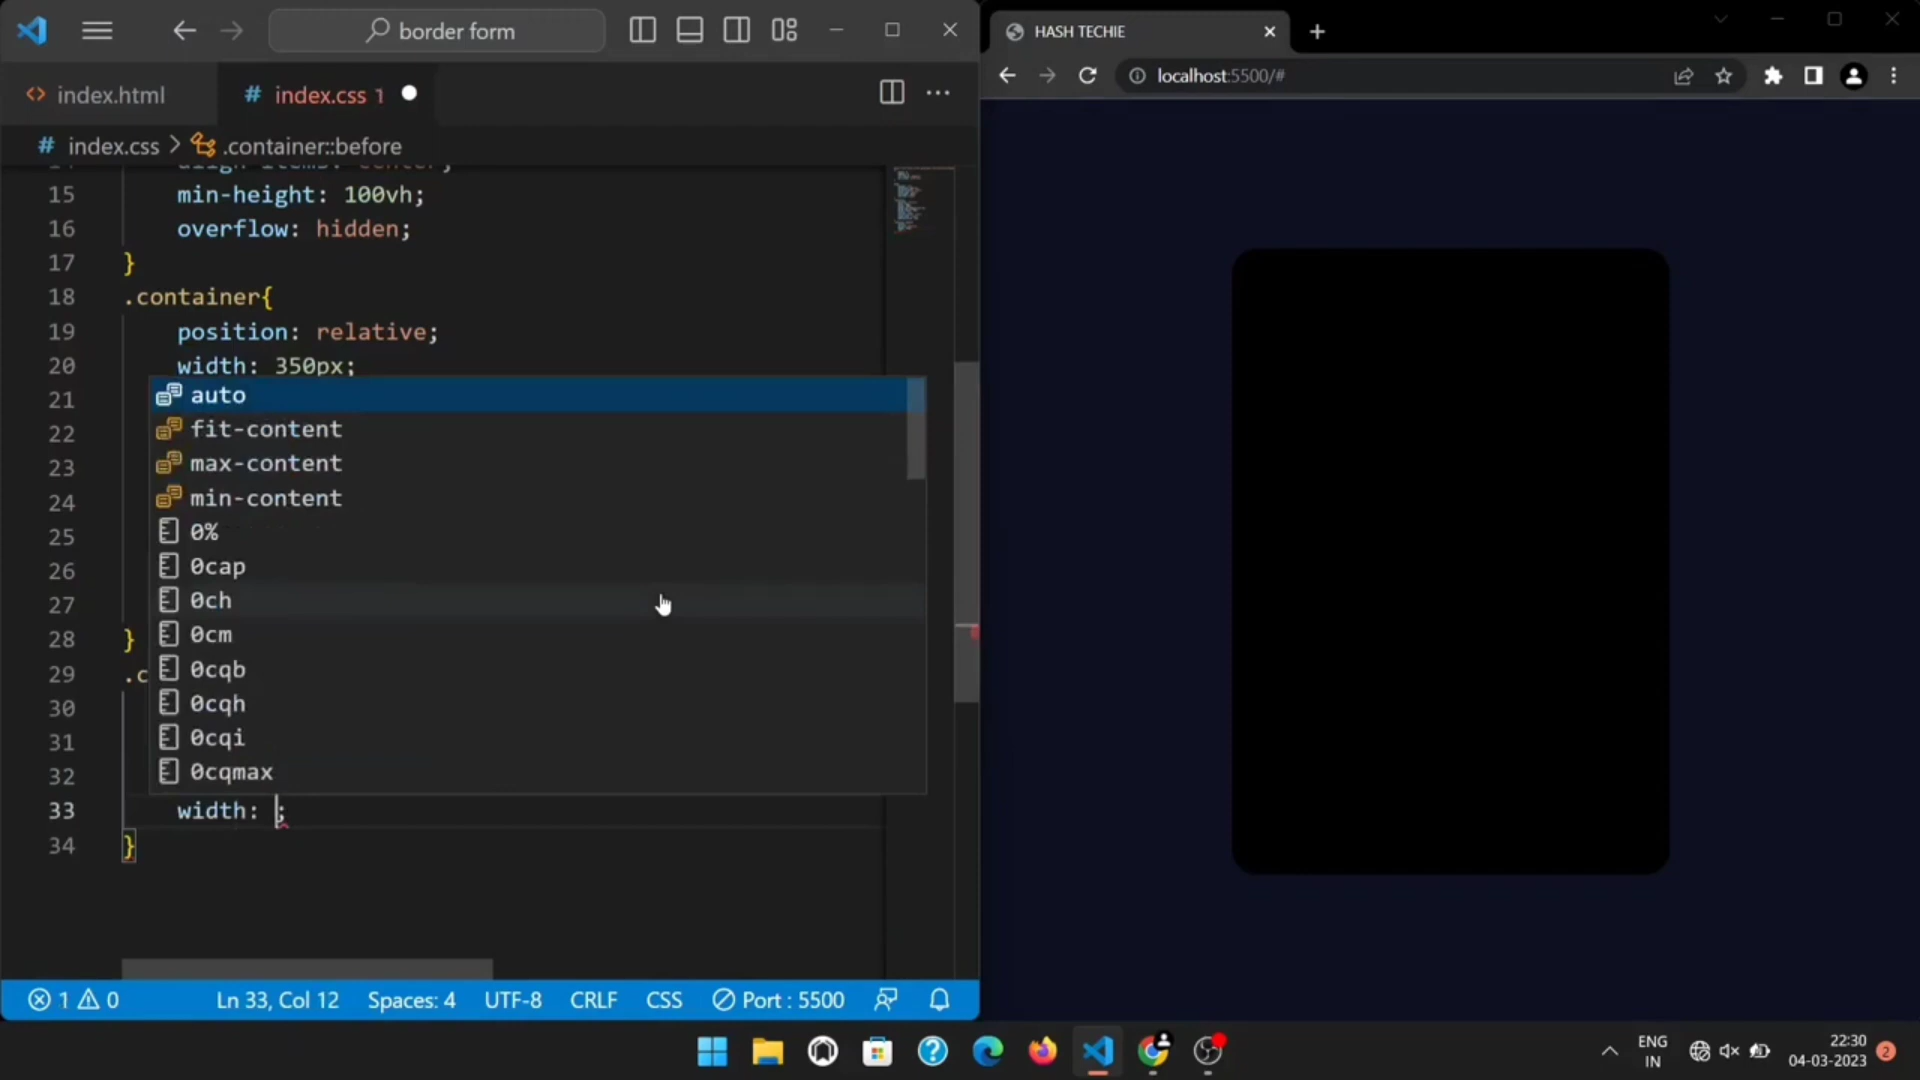 border form
index.html
# index.css 1
# index.css > .container::before
15 min-height: 100vh;
16 overflow: hidden;
17 }
18 .container{
19 position: relative;
20 width: 350px;
21 auto
22 fit-content
23 max-content
24 min-content
25 0%
26 0cap
27 0ch
28 } 0cm
29 .c 0cqb
30 0cqh
31 0cqi
32 0cqmax
33 width: ;
34 }
1 0 Ln 33, Col 12 Spaces: 4 UTF-8 CRLF CSS Port : 5500
HASH TECHIE
localhost:5500/#
ENG
IN
22:30
04-03-2023
2